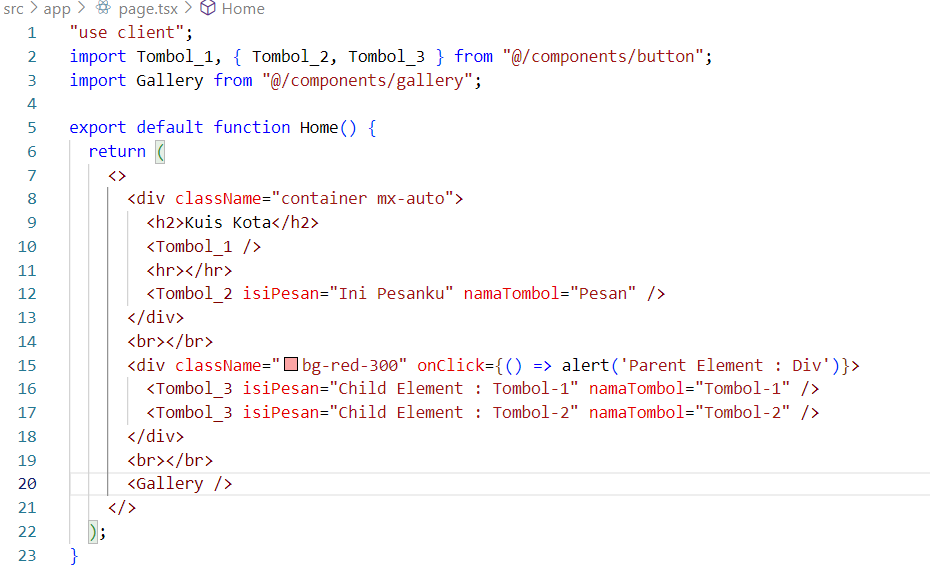 src > app > page.tsx > Home
1 "use client";
2 import Tombol_1, { Tombol_2, Tombol_3 } from "@/components/button";
3 import Gallery from "@/components/gallery";
4
5 export default function Home() {
6   return (
7     <>
8       <div className="container mx-auto">
9         <h2>Kuis Kota</h2>
10         <Tombol_1 />
11         <hr></hr>
12         <Tombol_2 isiPesan="Ini Pesanku" namaTombol="Pesan" />
13       </div>
14       <br></br>
15       <div className="bg-red-300" onClick={() => alert('Parent Element : Div')}>
16         <Tombol_3 isiPesan="Child Element : Tombol-1" namaTombol="Tombol-1" />
17         <Tombol_3 isiPesan="Child Element : Tombol-2" namaTombol="Tombol-2" />
18       </div>
19       <br></br>
20       <Gallery />
21     </>
22   );
23 }